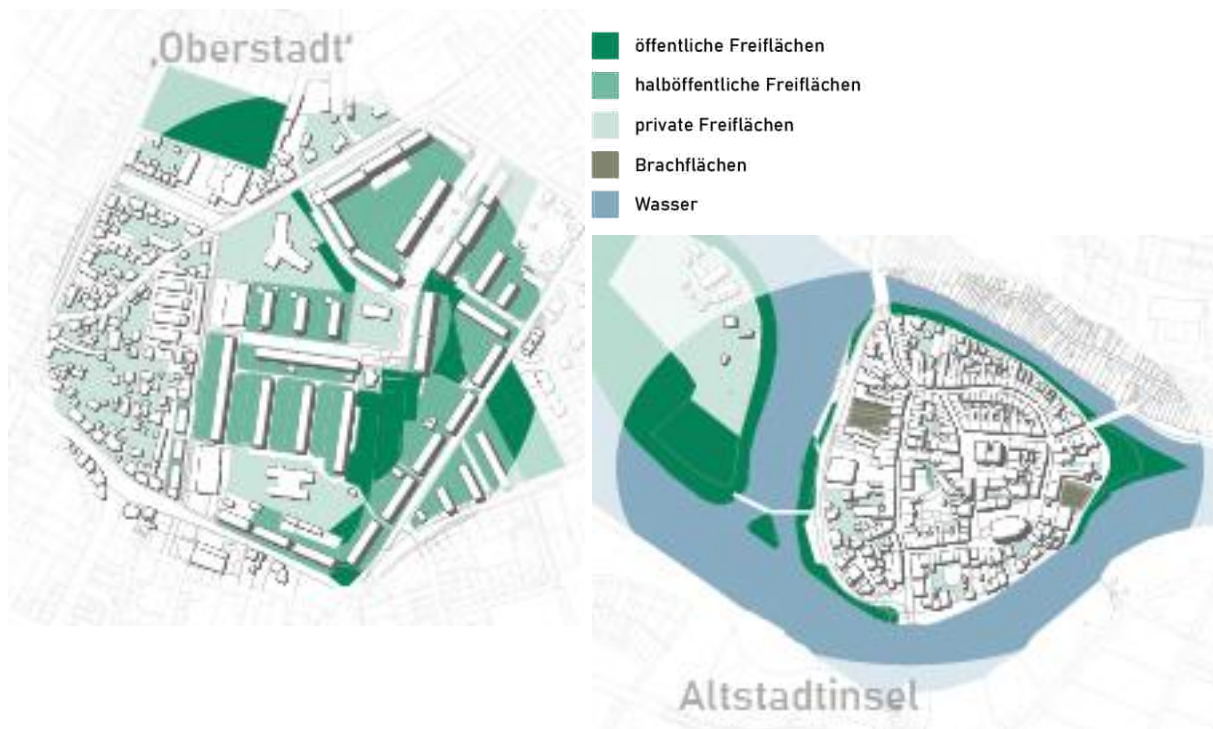 ‚Oberstadt‘
öffentliche Freiflächen
halböffentliche Freiflächen
private Freiflächen
Brachflächen
Wasser
Altstadtinsel